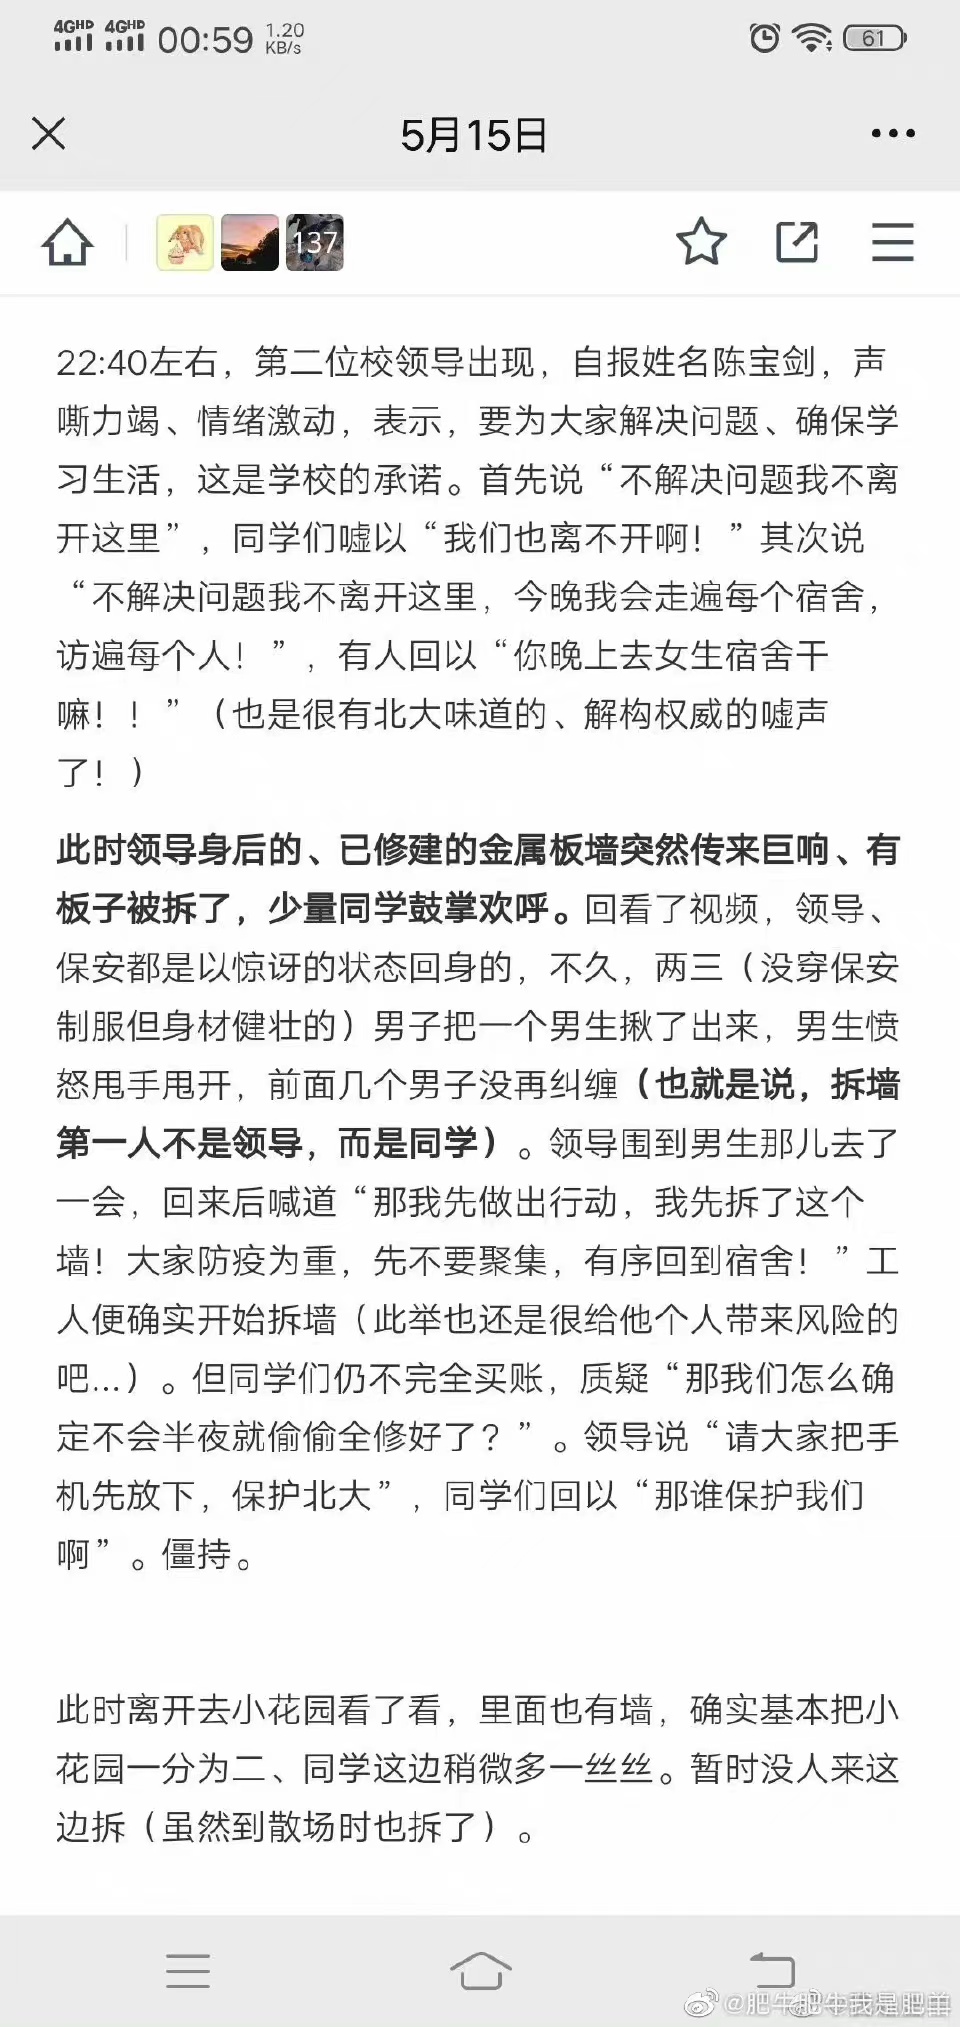 4GHD 4GHD 00:59 1.20 KB/s 61
5月15日
137
22:40左右，第二位校领导出现，自报姓名陈宝剑，声
嘶力竭、情绪激动，表示，要为大家解决问题、确保学
习生活，这是学校的承诺。首先说“不解决问题我不离
开这里”，同学们嘘以“我们也离不开啊！”其次说
“不解决问题我不离开这里，今晚我会走遍每个宿舍，
访遍每个人！”，有人回以“你晚上去女生宿舍干
嘛！！”（也是很有北大味道的、解构权威的嘘声
了！）
此时领导身后的、已修建的金属板墙突然传来巨响、有
板子被拆了，少量同学鼓掌欢呼。回看了视频，领导、
保安都是以惊讶的状态回身的，不久，两三（没穿保安
制服但身材健壮的）男子把一个男生揪了出来，男生愤
怒甩手甩开，前面几个男子没再纠缠（也就是说，拆墙
第一人不是领导，而是同学）。领导围到男生那儿去了
一会，回来后喊道“那我先做出行动，我先拆了这个
墙！大家防疫为重，先不要聚集，有序回到宿舍！”工
人便确实开始拆墙（此举也还是很给他个人带来风险的
吧...）。但同学们仍不完全买账，质疑“那我们怎么确
定不会半夜就偷偷全修好了？”。领导说“请大家把手
机先放下，保护北大”，同学们回以“那谁保护我们
啊”。僵持。
此时离开去小花园看了看，里面也有墙，确实基本把小
花园一分为二、同学这边稍微多一丝丝。暂时没人来这
边拆（虽然到散场时也拆了）。